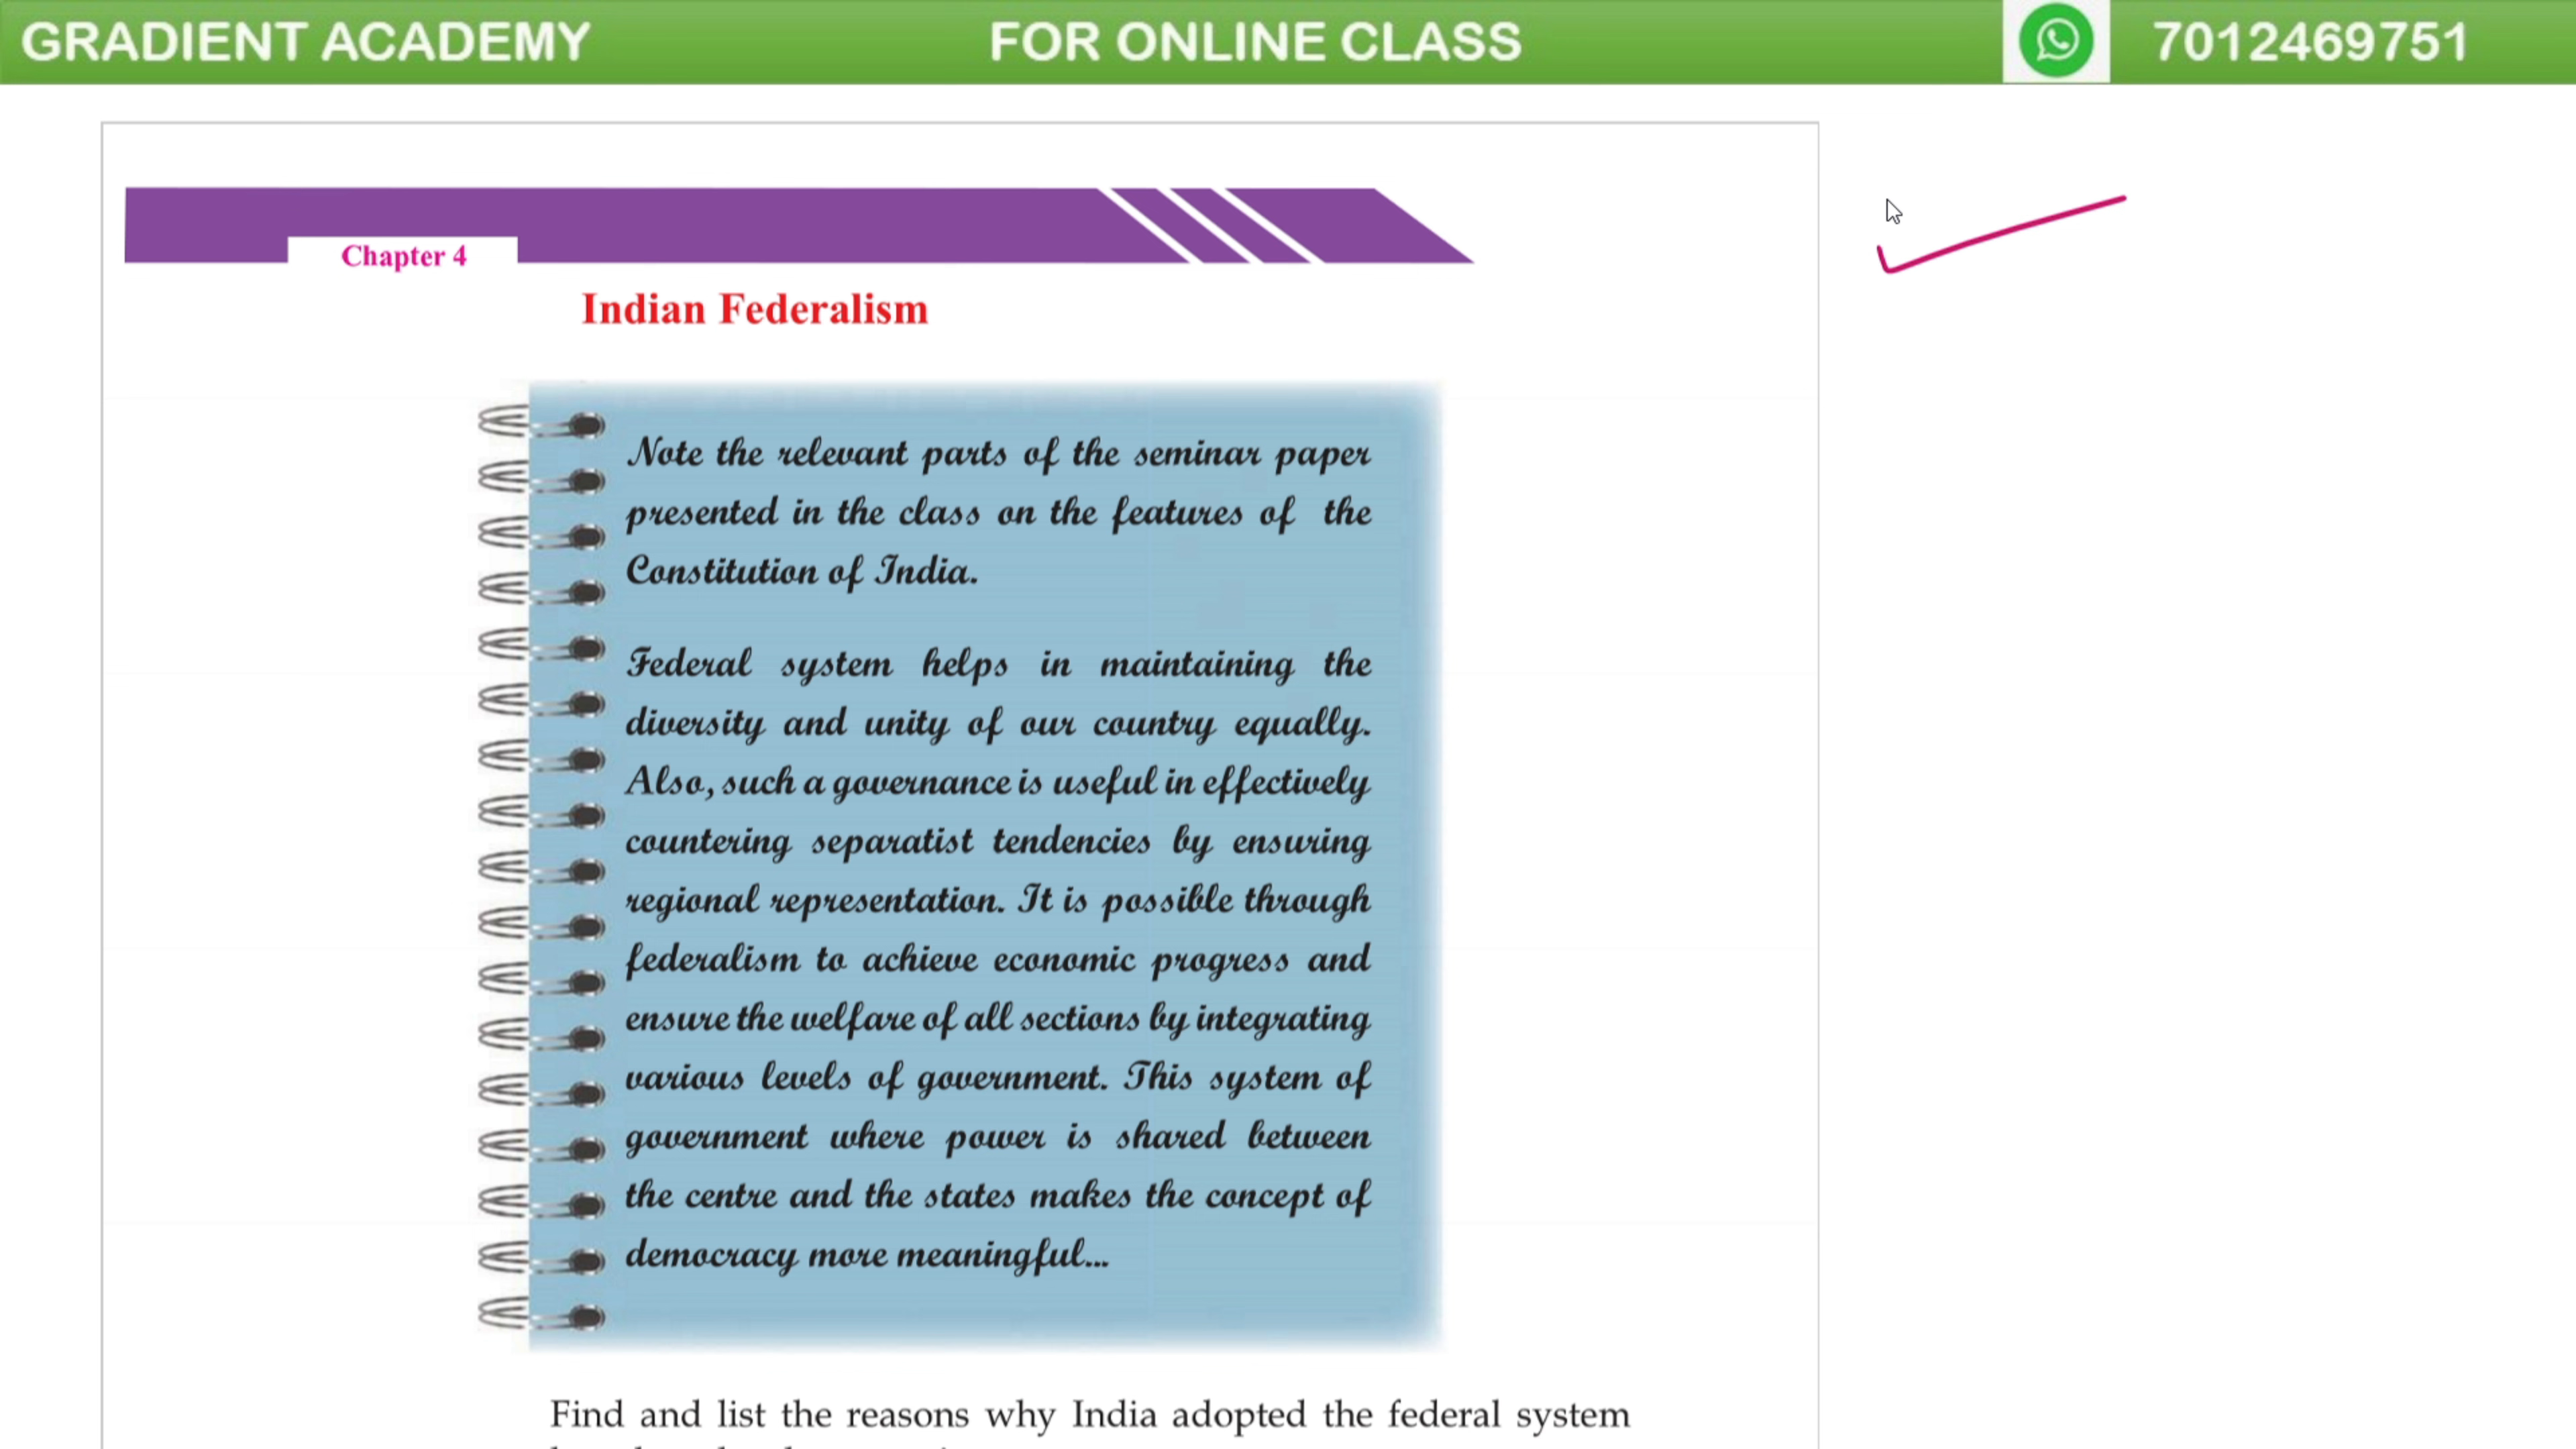 GRADIENT ACADEMY FOR ONLINE CLASS 7012469751
Chapter 4
Indian Federalism
Note the relevant parts of the seminar paper
presented in the class on the features of the
Constitution of India.
Federal system helps in maintaining the
diversity and unity of our country equally.
Also, such a governance is useful in effectively
countering separatist tendencies by ensuring
regional representation. It is possible through
federalism to achieve economic progress and
ensure the welfare of all sections by integrating
various levels of government. This system of
government where power is shared between
the centre and the states makes the concept of
democracy more meaningful...
Find and list the reasons why India adopted the federal system